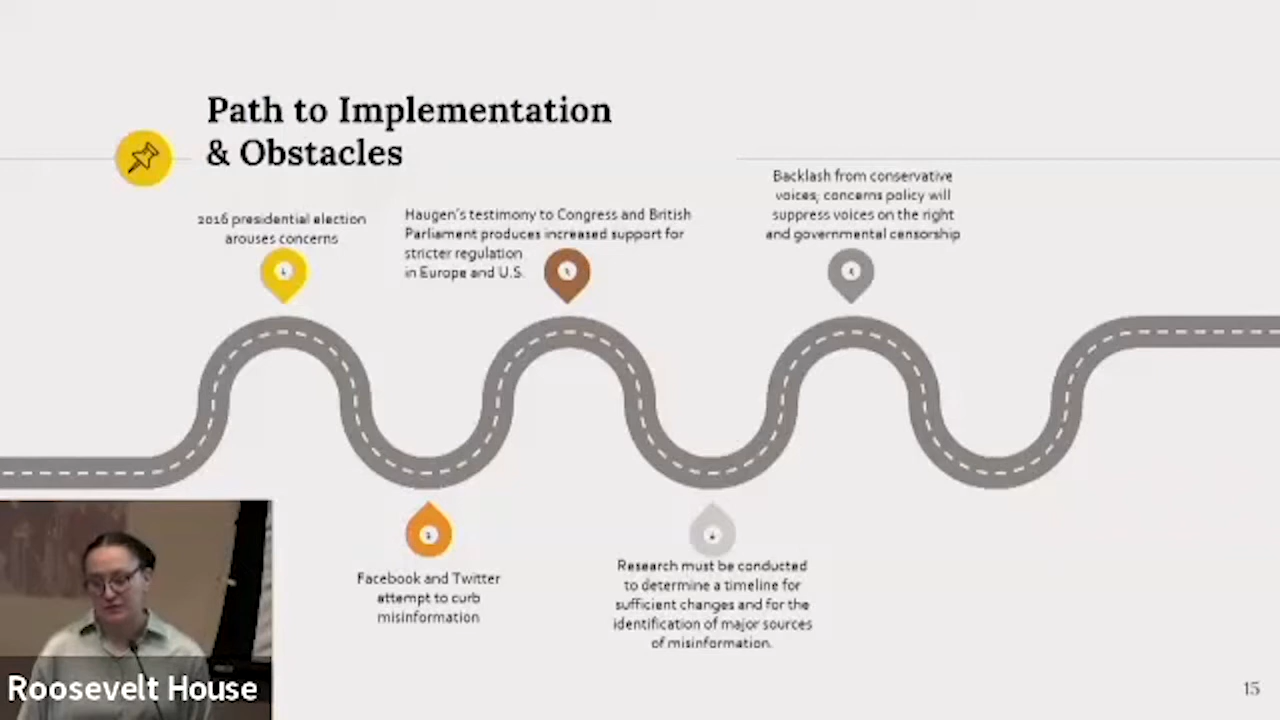 Path to Implementation
& Obstacles
2016 presidential election
arouses concerns
Haugen's testimony to Congress and British
Parliament produces increased support for
stricter regulation
in Europe and U.S.
Backlash from conservative
voices; concerns policy will
suppress voices on the right
and governmental censorship
Facebook and Twitter
attempt to curb
misinformation
Research must be conducted
to determine a timeline for
sufficient changes and for the
identification of major sources
of misinformation.
Roosevelt House
15